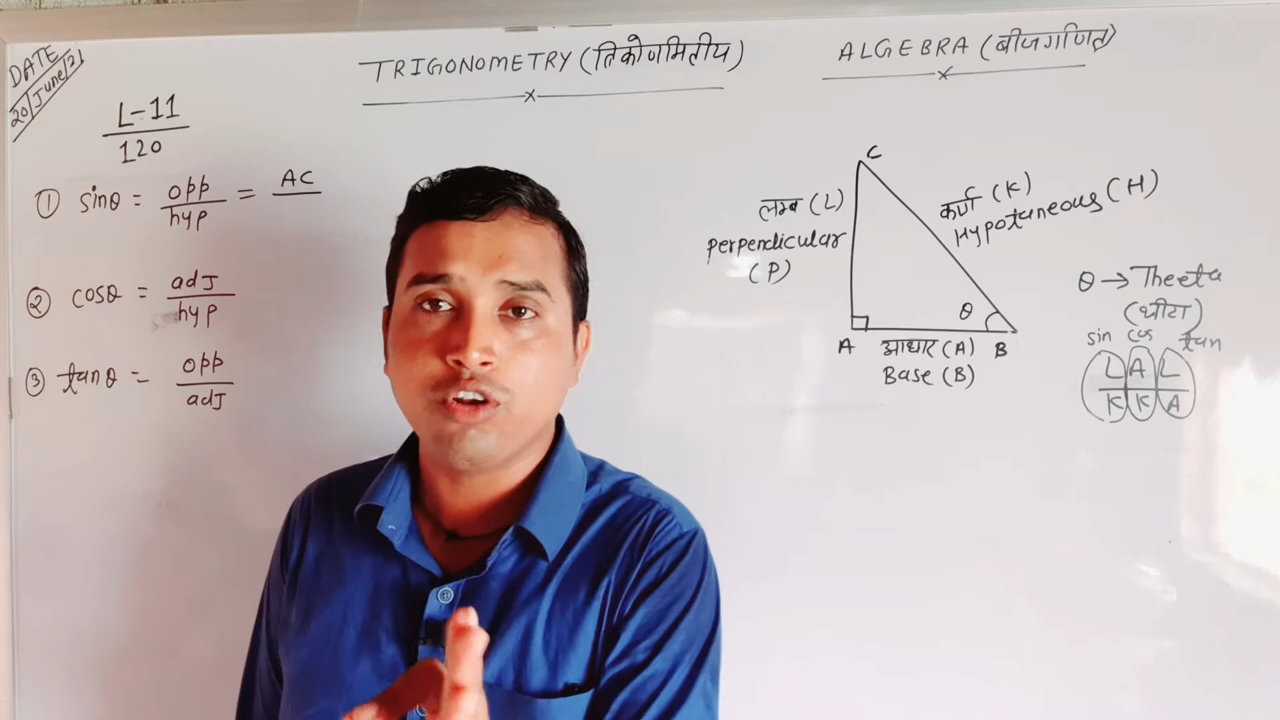 DATE
20/June/21
TRIGONOMETRY (त्रिकोणमितीय)
ALGEBRA (बीजगणित)
L-11
120
① sinθ = opp/hyp = AC
② cosθ = adj/hyp
③ tanθ = opp/adj
C
लम्ब (L)
perpendicular
(P)
कर्ण (K)
Hypotaneous (H)
θ
A
B
आधार (A)
Base (B)
θ → Theeta
(थीटा)
sin cos tan
L A L
K K A